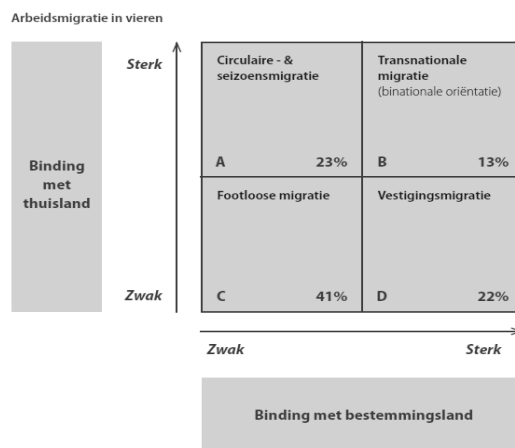 Arbeidsmigratie in vieren
Sterk
Circulaire - &
seizoensmigratie
Transnationale
migratie
(binationale oriëntatie)
A 23%
B 13%
Binding
met
thuisland
Footloose migratie
Vestigingsmigratie
Zwak
C 41%
D 22%
Zwak
Sterk
Binding met bestemmingsland